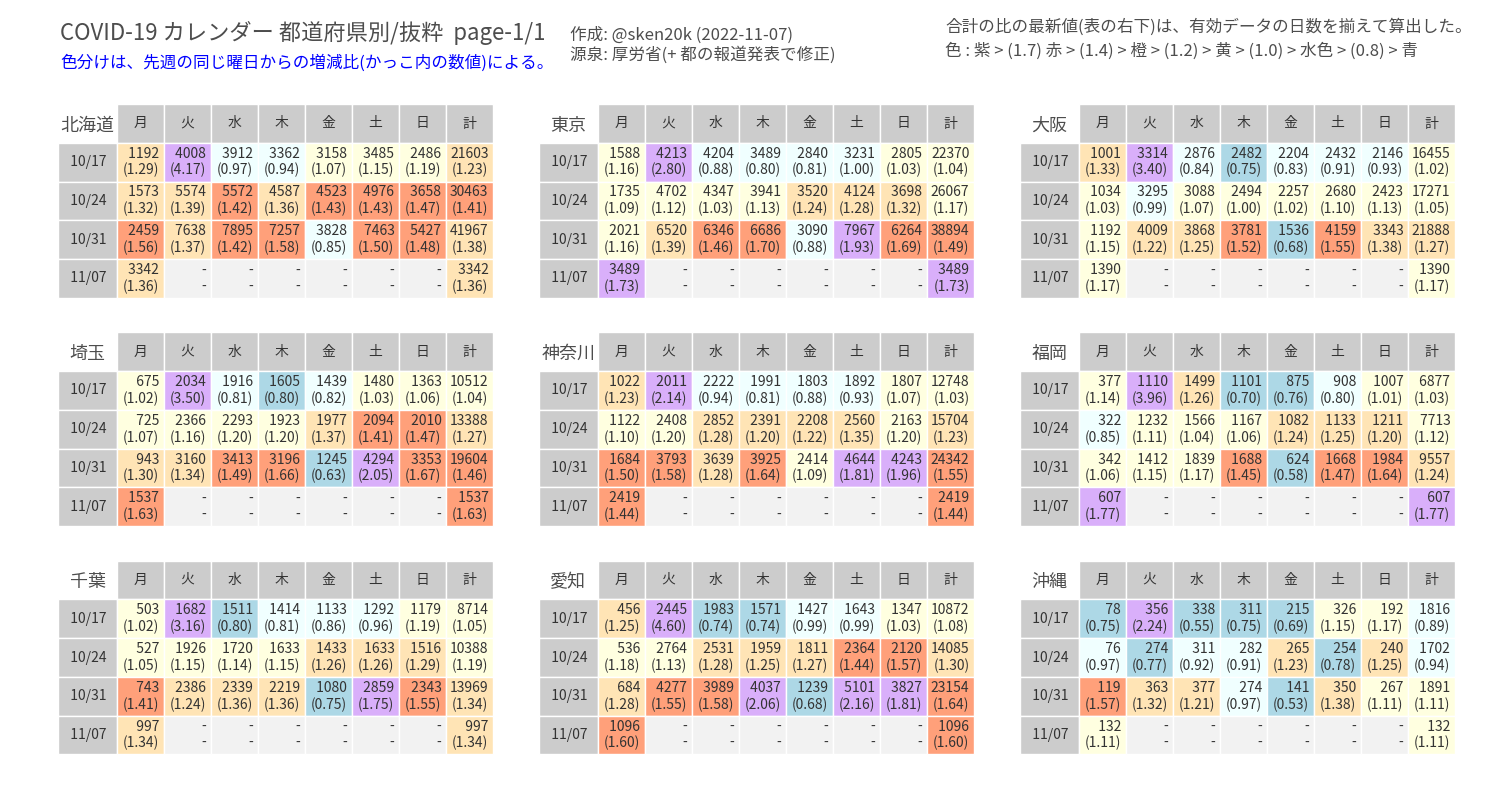 COVID-19 カレンダー 都道府県別/抜粋 page-1/1
色分けは、先週の同じ曜日からの増減比(かっこ内の数値)による。
作成: @sken20k (2022-11-07)
源泉: 厚労省(+ 都の報道発表で修正)
合計の比の最新値(表の右下)は、有効データの日数を揃えて算出した。
色 : 紫 > (1.7) 赤 > (1.4) > 橙 > (1.2) > 黄 > (1.0) > 水色 > (0.8) > 青
北海道 月 火 水 木 金 土 日 計
10/17 1192 4008 3912 3362 3158 3485 2486 21603
(1.29) (4.17) (0.97) (0.94) (1.07) (1.15) (1.19) (1.23)
10/24 1573 5574 5572 4587 4523 4976 3658 30463
(1.32) (1.39) (1.42) (1.36) (1.43) (1.43) (1.47) (1.41)
10/31 2459 7638 7895 7257 3828 7463 5427 41967
(1.56) (1.37) (1.42) (1.58) (0.85) (1.50) (1.48) (1.38)
11/07 3342 - - - - - - 3342
(1.36) - - - - - - (1.36)
東京 月 火 水 木 金 土 日 計
10/17 1588 4213 4204 3489 2840 3231 2805 22370
(1.16) (2.80) (0.88) (0.80) (0.81) (1.00) (1.03) (1.04)
10/24 1735 4702 4347 3941 3520 4124 3698 26067
(1.09) (1.12) (1.03) (1.13) (1.24) (1.28) (1.32) (1.17)
10/31 2021 6520 6346 6686 3090 7967 6264 38894
(1.16) (1.39) (1.46) (1.70) (0.88) (1.93) (1.69) (1.49)
11/07 3489 - - - - - - 3489
(1.73) - - - - - - (1.73)
大阪 月 火 水 木 金 土 日 計
10/17 1001 3314 2876 2482 2204 2432 2146 16455
(1.33) (3.40) (0.84) (0.75) (0.83) (0.91) (0.93) (1.02)
10/24 1034 3295 3088 2494 2257 2680 2423 17271
(1.03) (0.99) (1.07) (1.00) (1.02) (1.10) (1.13) (1.05)
10/31 1192 4009 3868 3781 1536 4159 3343 21888
(1.15) (1.22) (1.25) (1.52) (0.68) (1.55) (1.38) (1.27)
11/07 1390 - - - - - - 1390
(1.17) - - - - - - (1.17)
埼玉 月 火 水 木 金 土 日 計
10/17 675 2034 1916 1605 1439 1480 1363 10512
(1.02) (3.50) (0.81) (0.80) (0.82) (1.03) (1.06) (1.04)
10/24 725 2366 2293 1923 1977 2094 2010 13388
(1.07) (1.16) (1.20) (1.20) (1.37) (1.41) (1.47) (1.27)
10/31 943 3160 3413 3196 1245 4294 3353 19604
(1.30) (1.34) (1.49) (1.66) (0.63) (2.05) (1.67) (1.46)
11/07 1537 - - - - - - 1537
(1.63) - - - - - - (1.63)
神奈川 月 火 水 木 金 土 日 計
10/17 1022 2011 2222 1991 1803 1892 1807 12748
(1.23) (2.14) (0.94) (0.81) (0.88) (0.93) (1.07) (1.03)
10/24 1122 2408 2852 2391 2208 2560 2163 15704
(1.10) (1.20) (1.28) (1.20) (1.22) (1.35) (1.20) (1.23)
10/31 1684 3793 3639 3925 2414 4644 4243 24342
(1.50) (1.58) (1.28) (1.64) (1.09) (1.81) (1.96) (1.55)
11/07 2419 - - - - - - 2419
(1.44) - - - - - - (1.44)
福岡 月 火 水 木 金 土 日 計
10/17 377 1110 1499 1101 875 908 1007 6877
(1.14) (3.96) (1.26) (0.70) (0.76) (0.80) (1.01) (1.03)
10/24 322 1232 1566 1167 1082 1133 1211 7713
(0.85) (1.11) (1.04) (1.06) (1.24) (1.25) (1.20) (1.12)
10/31 342 1412 1839 1688 624 1668 1984 9557
(1.06) (1.15) (1.17) (1.45) (0.58) (1.47) (1.64) (1.24)
11/07 607 - - - - - - 607
(1.77) - - - - - - (1.77)
千葉 月 火 水 木 金 土 日 計
10/17 503 1682 1511 1414 1133 1292 1179 8714
(1.02) (3.16) (0.80) (0.81) (0.86) (0.96) (1.19) (1.05)
10/24 527 1926 1720 1633 1433 1633 1516 10388
(1.05) (1.15) (1.14) (1.15) (1.26) (1.26) (1.29) (1.19)
10/31 743 2386 2339 2219 1080 2859 2343 13969
(1.41) (1.24) (1.36) (1.36) (0.75) (1.75) (1.55) (1.34)
11/07 997 - - - - - - 997
(1.34) - - - - - - (1.34)
愛知 月 火 水 木 金 土 日 計
10/17 456 2445 1983 1571 1427 1643 1347 10872
(1.25) (4.60) (0.74) (0.74) (0.99) (0.99) (1.03) (1.08)
10/24 536 2764 2531 1959 1811 2364 2120 14085
(1.18) (1.13) (1.28) (1.25) (1.27) (1.44) (1.57) (1.30)
10/31 684 4277 3989 4037 1239 5101 3827 23154
(1.28) (1.55) (1.58) (2.06) (0.68) (2.16) (1.81) (1.64)
11/07 1096 - - - - - - 1096
(1.60) - - - - - - (1.60)
沖縄 月 火 水 木 金 土 日 計
10/17 78 356 338 311 215 326 192 1816
(0.75) (2.24) (0.55) (0.75) (0.69) (1.15) (1.17) (0.89)
10/24 76 274 311 282 265 254 240 1702
(0.97) (0.77) (0.92) (0.91) (1.23) (0.78) (1.25) (0.94)
10/31 119 363 377 274 141 350 267 1891
(1.57) (1.32) (1.21) (0.97) (0.53) (1.38) (1.11) (1.11)
11/07 132 - - - - - - 132
(1.11) - - - - - - (1.11)